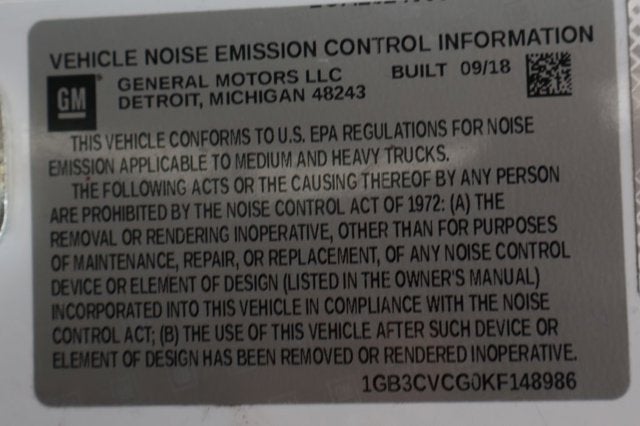 VEHICLE NOISE EMISSION CONTROL INFORMATION
GM
GENERAL MOTORS LLC BUILT 09/18
DETROIT, MICHIGAN 48243
THIS VEHICLE CONFORMS TO U.S. EPA REGULATIONS FOR NOISE
EMISSION APPLICABLE TO MEDIUM AND HEAVY TRUCKS.
THE FOLLOWING ACTS OR THE CAUSING THEREOF BY ANY PERSON
ARE PROHIBITED BY THE NOISE CONTROL ACT OF 1972: (A) THE
REMOVAL OR RENDERING INOPERATIVE, OTHER THAN FOR PURPOSES
OF MAINTENANCE, REPAIR, OR REPLACEMENT, OF ANY NOISE CONTROL
DEVICE OR ELEMENT OF DESIGN (LISTED IN THE OWNER'S MANUAL)
INCORPORATED INTO THIS VEHICLE IN COMPLIANCE WITH THE NOISE
CONTROL ACT; (B) THE USE OF THIS VEHICLE AFTER SUCH DEVICE OR
ELEMENT OF DESIGN HAS BEEN REMOVED OR RENDERED INOPERATIVE.
1GB3CVCG0KF148986